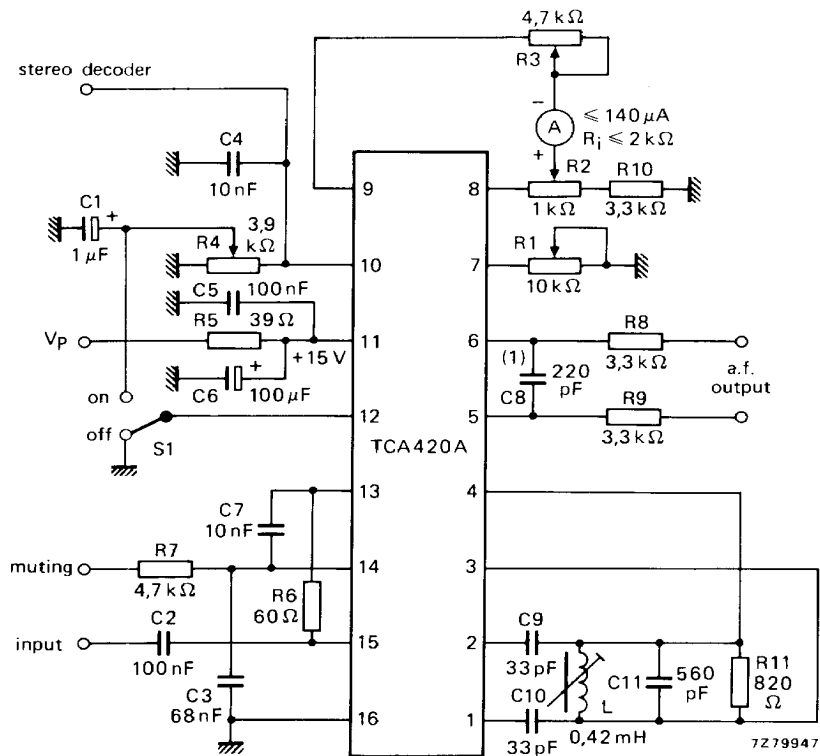 4,7 kΩ
R3
stereo decoder
−
≤ 140 μA
A
Ri ≤ 2 kΩ
+
C4
10 nF
9
8
R2
R10
1 kΩ
3,3 kΩ
C1
+
1 μF
R4
3,9
kΩ
10
7
R1
10 kΩ
C5
100 nF
R5
39 Ω
VP
11
+15 V
6
(1)
R8
3,3 kΩ
220
pF
C8
a.f.
output
C6
+
100 μF
on
12
5
R9
3,3 kΩ
off
S1
TCA420A
13
4
C7
10 nF
muting
R7
4,7 kΩ
14
3
R6
60 Ω
input
C2
100 nF
15
2
C9
33 pF
C11
560
pF
R11
820
Ω
C3
68 nF
C10
L
16
1
33 pF
0,42 mH
7Z79947